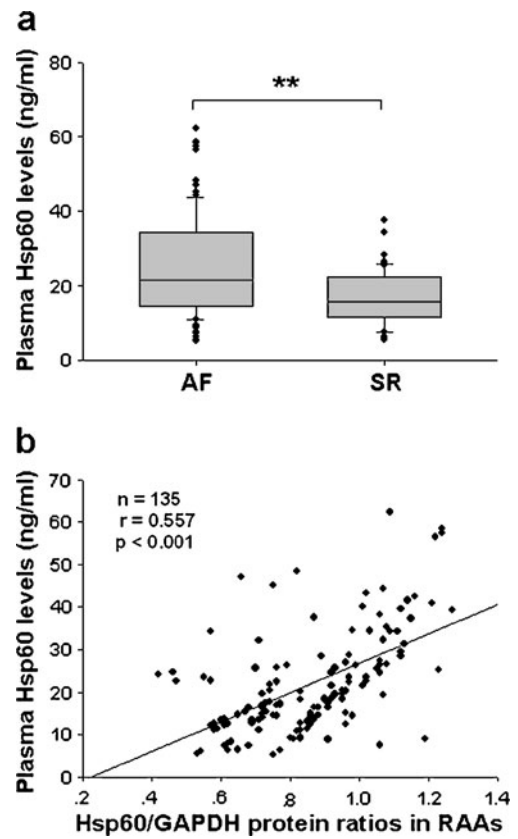 a
Plasma Hsp60 levels (ng/ml)
80
60
40
20
0
**
AF SR
b
Plasma Hsp60 levels (ng/ml)
70
60
50
40
30
20
10
0
n = 135
r = 0.557
p < 0.001
.2 .4 .6 .8 1.0 1.2 1.4
Hsp60/GAPDH protein ratios in RAAs